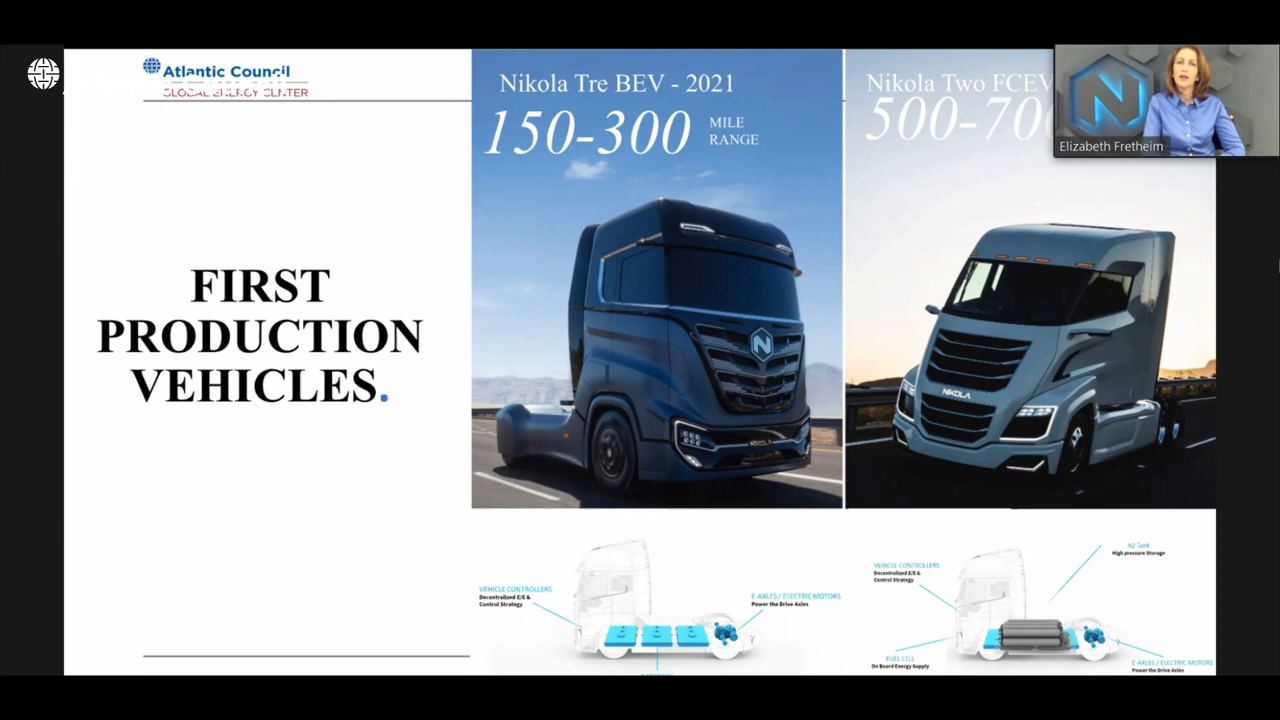 Atlantic Council
GLOBAL ENERGY CENTER
FIRST
PRODUCTION
VEHICLES.
Nikola Tre BEV - 2021
150-300
MILE
RANGE
Nikola Two FCEV
500-70
Elizabeth Fretheim
N
NIKOLA
N
NIKOLA
VEHICLE CONTROLLERS
Decentralized E/E &
Control Strategy
E-AXLES / ELECTRIC MOTORS
Power the Drive Axles
VEHICLE CONTROLLERS
Decentralized E/E &
Control Strategy
H2 Tank
High pressure Storage
FUEL CELL
On Board Energy Supply
E-AXLES / ELECTRIC MOTORS
Power the Drive Axles